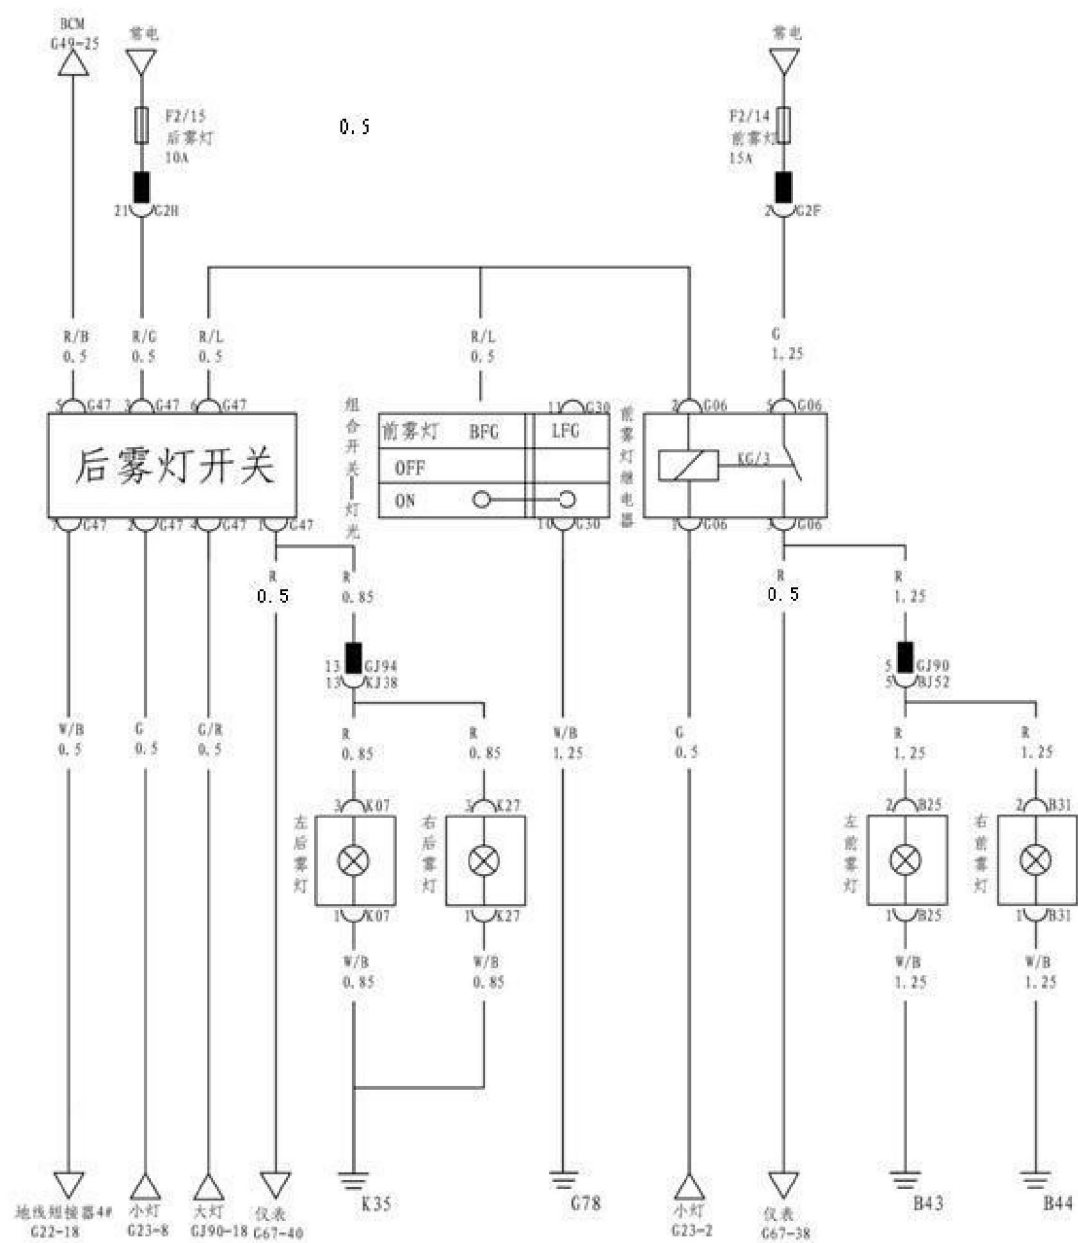 BCM
G49-25
常电
常电
F2/15
后雾灯
10A
0.5
F2/14
前雾灯
15A
21 G2H
2 G2F
R/B
0.5
R/G
0.5
R/L
0.5
R/L
0.5
G
1.25
5 G47
3 G47
6 G47
11 G30
2 G06
5 G06
后雾灯开关
组合开关—灯光
前雾灯 BFG LFG
OFF
ON
前雾灯继电器
KG/3
7 G47
2 G47
4 G47
1 G47
10 G30
1 G06
3 G06
R
0.5
R
0.85
R
0.5
R
1.25
13 GJ94
13 KJ38
5 GJ90
5 BJ52
W/B
0.5
G
0.5
G/R
0.5
R
0.85
R
0.85
W/B
1.25
G
0.5
R
1.25
R
1.25
3 K07
3 K27
2 B25
2 B31
左后雾灯
右后雾灯
左前雾灯
右前雾灯
1 K07
1 K27
1 B25
1 B31
W/B
0.85
W/B
0.85
W/B
1.25
W/B
1.25
地线短接器4#
G22-18
小灯
G23-8
大灯
GJ90-18
仪表
G67-40
K35
G78
小灯
G23-2
仪表
G67-38
B43
B44